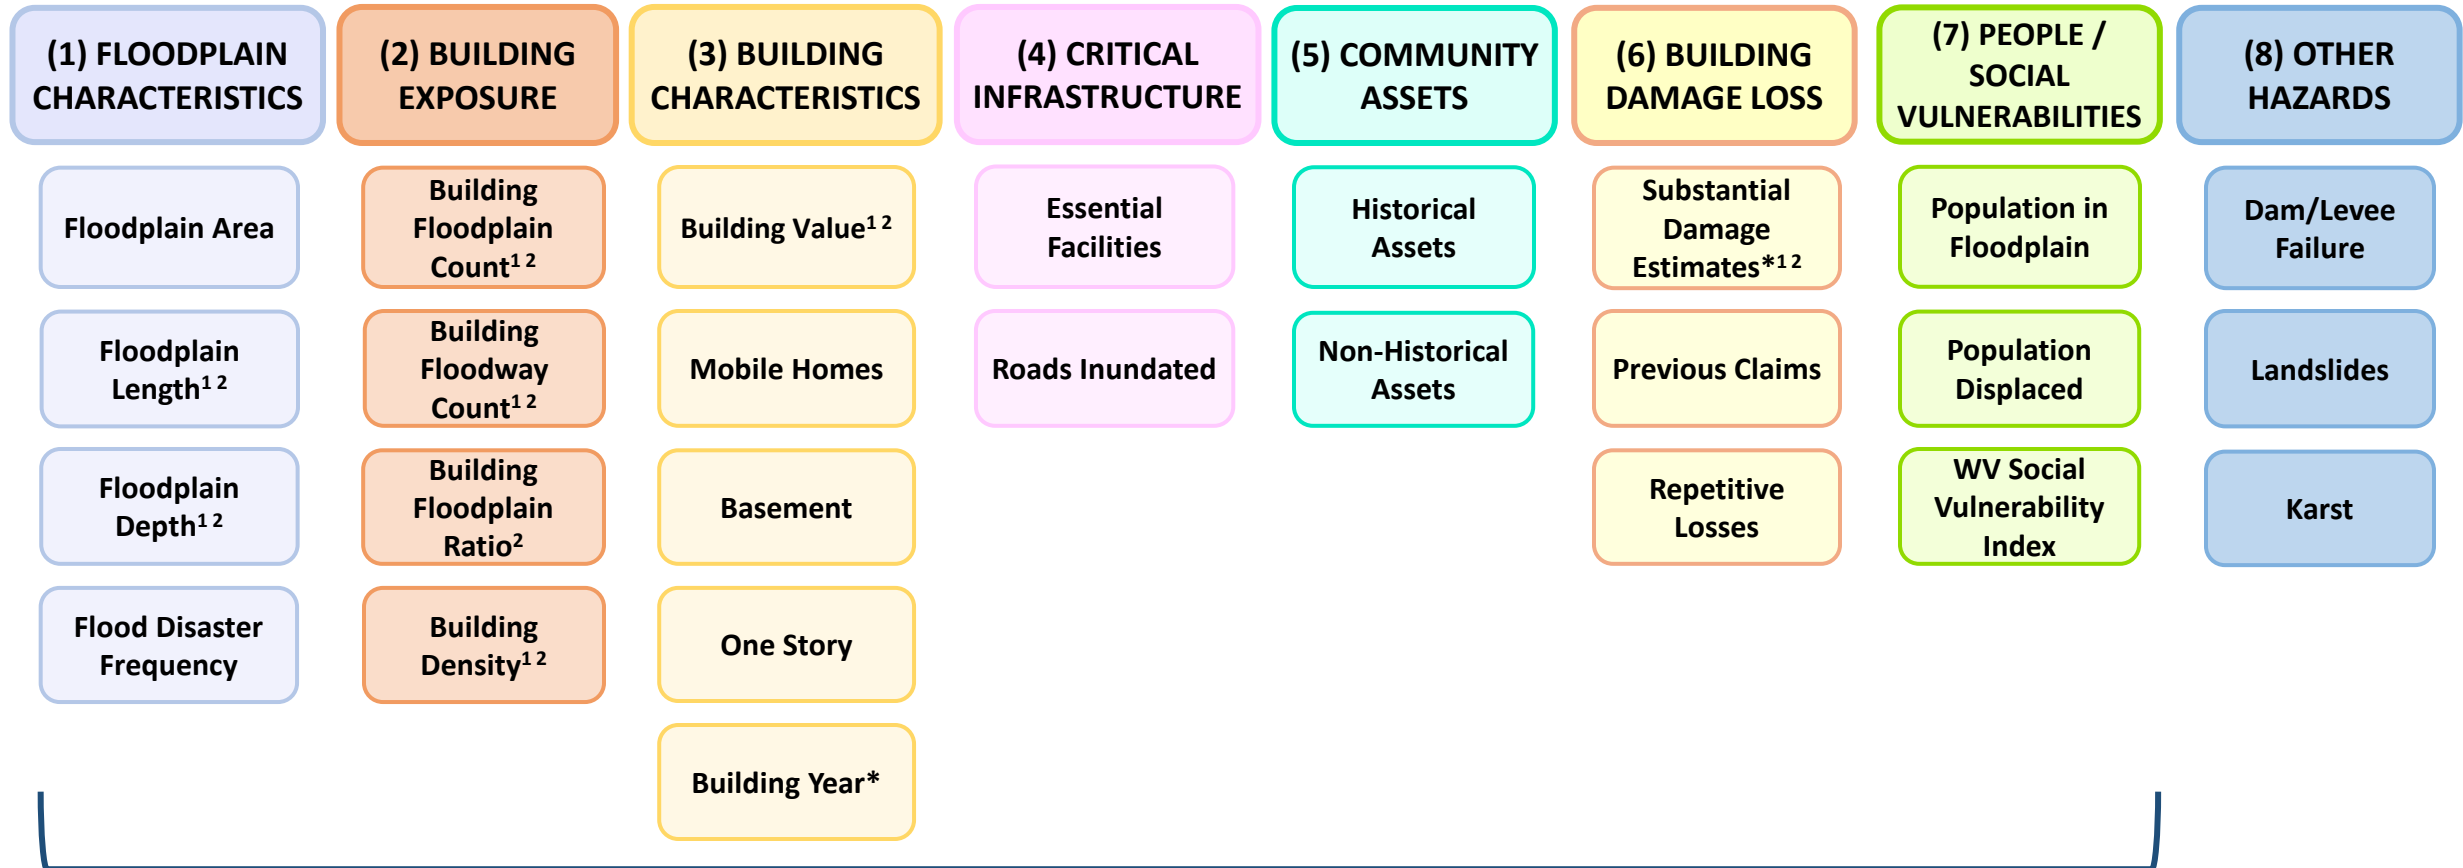 (1) FLOODPLAIN
CHARACTERISTICS
Floodplain Area
Floodplain
Length¹ ²
Floodplain
Depth¹ ²
Flood Disaster
Frequency
(2) BUILDING
EXPOSURE
Building
Floodplain
Count¹ ²
Building
Floodway
Count¹ ²
Building
Floodplain
Ratio²
Building
Density¹ ²
(3) BUILDING
CHARACTERISTICS
Building Value¹ ²
Mobile Homes
Basement
One Story
Building Year*
(4) CRITICAL
INFRASTRUCTURE
Essential
Facilities
Roads Inundated
(5) COMMUNITY
ASSETS
Historical
Assets
Non-Historical
Assets
(6) BUILDING
DAMAGE LOSS
Substantial
Damage
Estimates*¹ ²
Previous Claims
Repetitive
Losses
(7) PEOPLE /
SOCIAL
VULNERABILITIES
Population in
Floodplain
Population
Displaced
WV Social
Vulnerability
Index
(8) OTHER
HAZARDS
Dam/Levee
Failure
Landslides
Karst